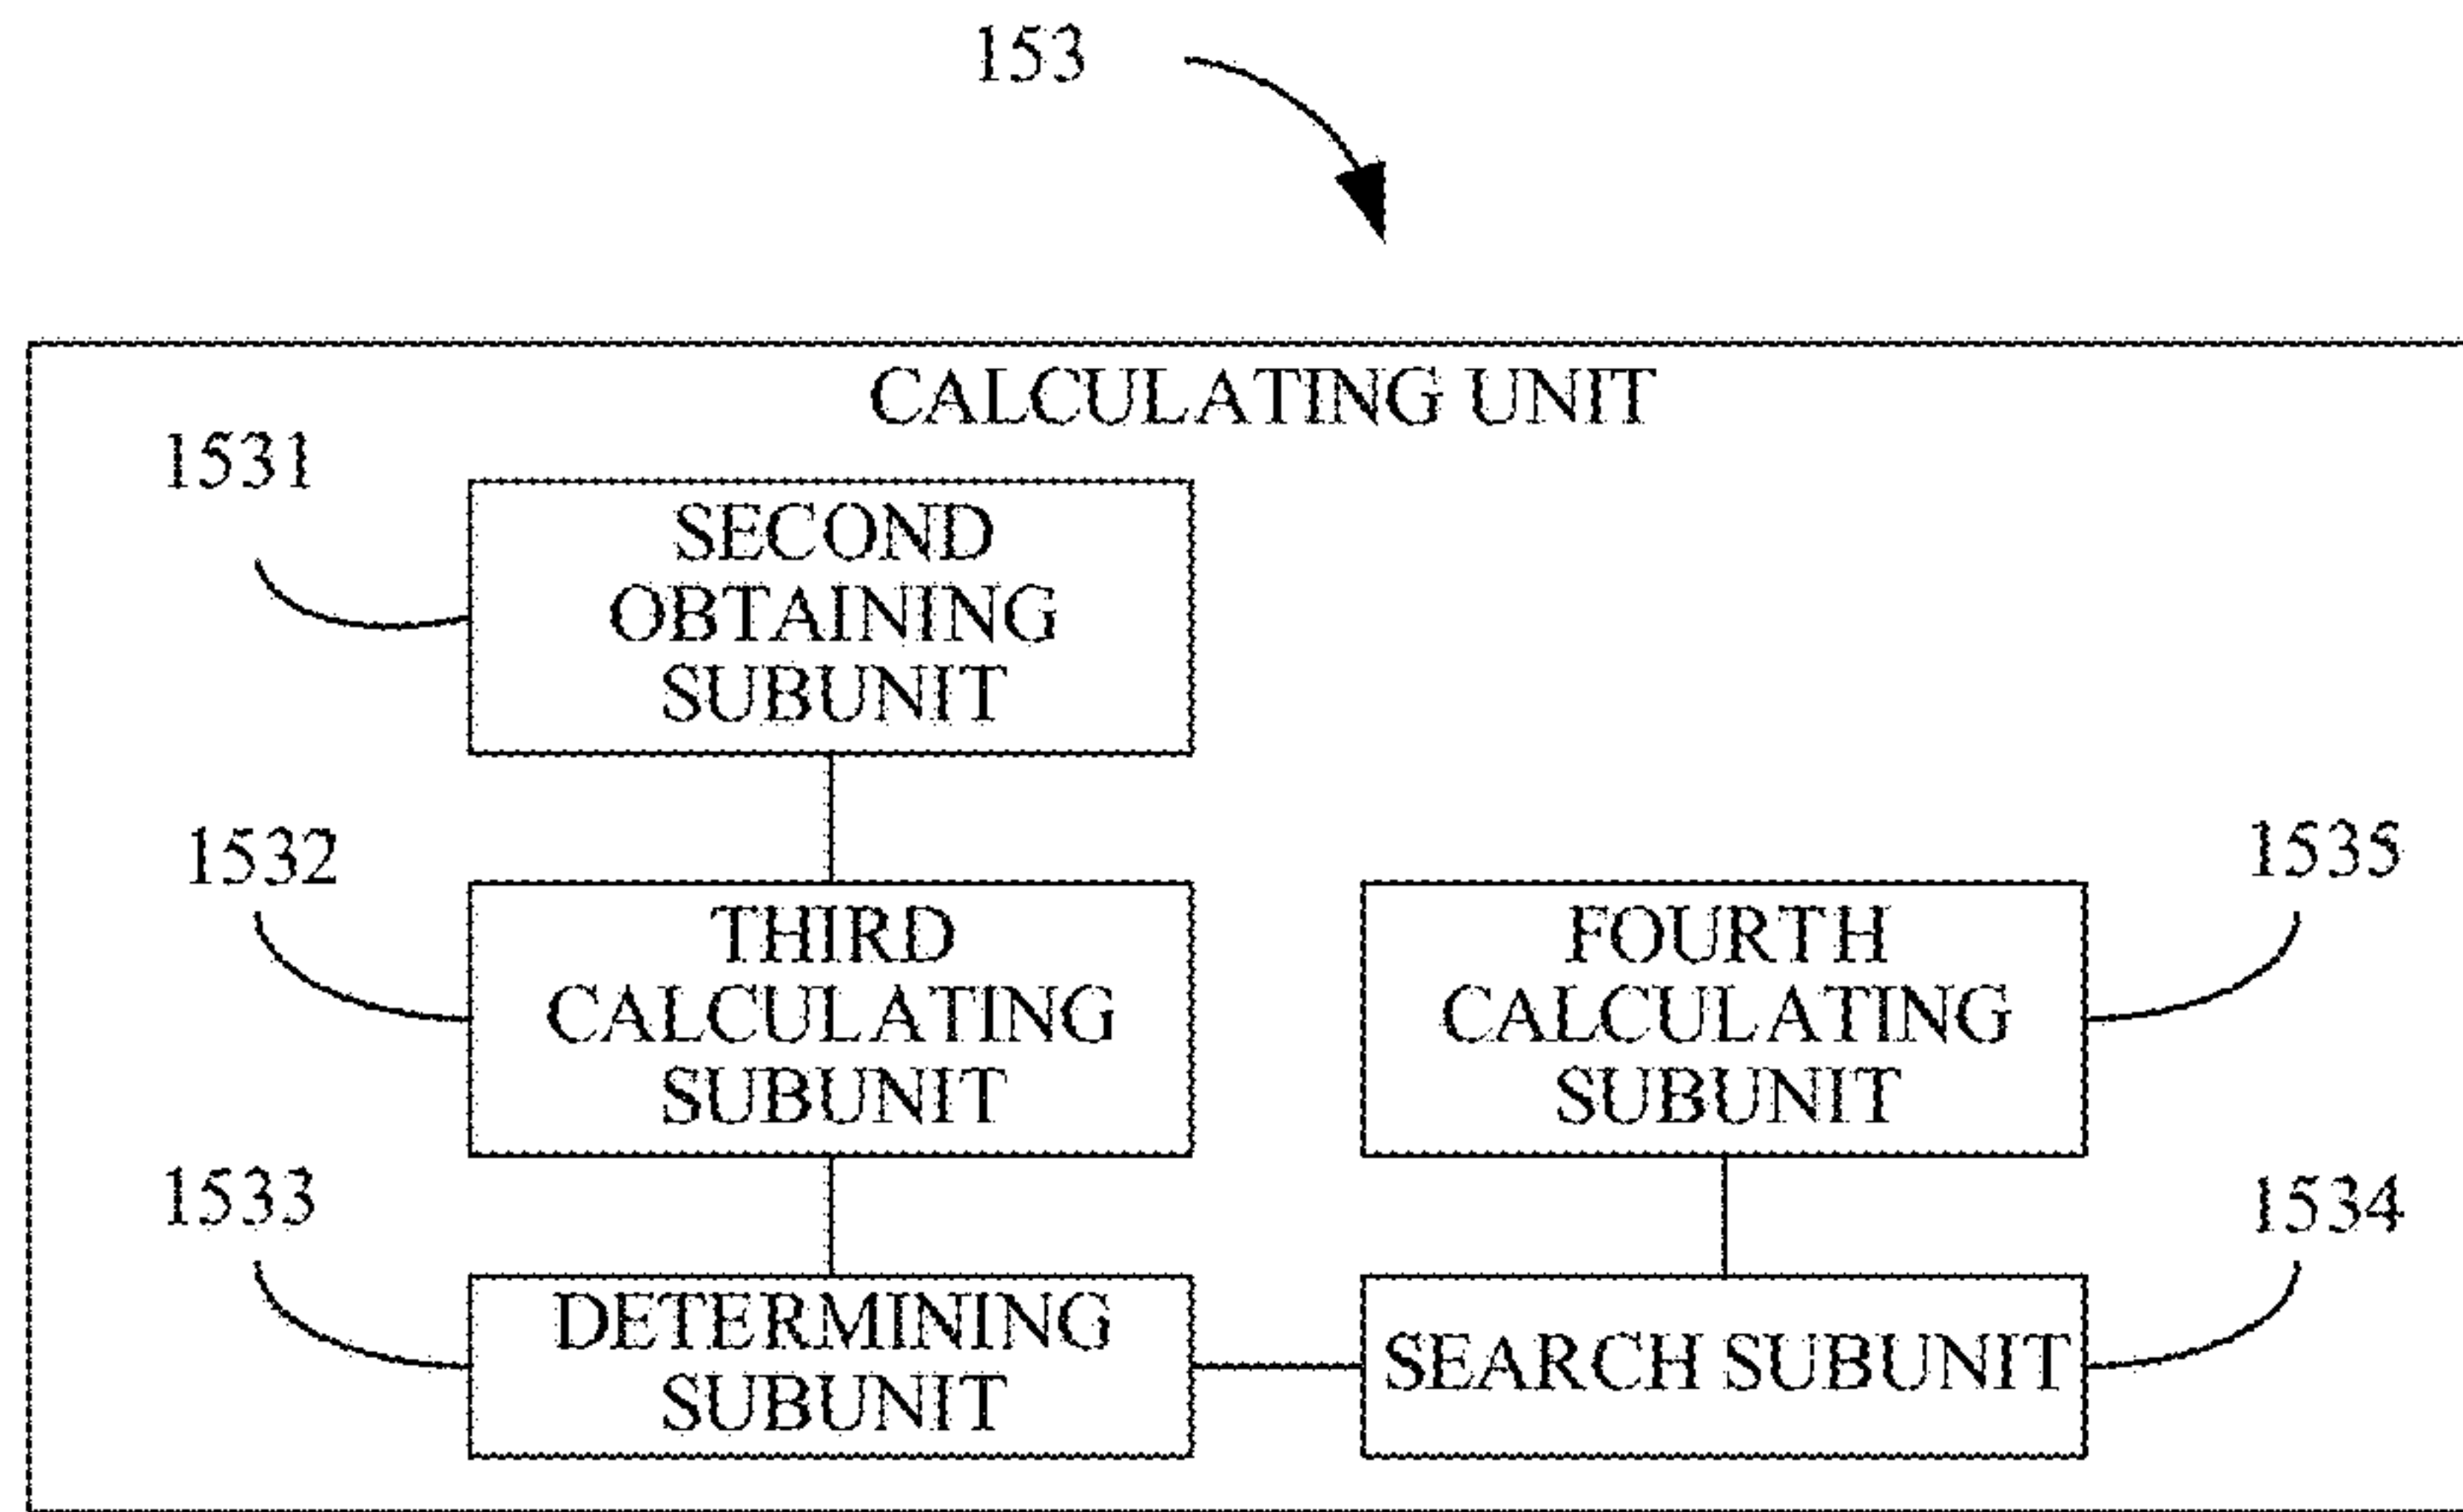 153
CALCULATING UNIT
1531
SECOND
OBTAINING
SUBUNIT
1532
THIRD
CALCULATING
SUBUNIT
FOURTH
CALCULATING
SUBUNIT
1535
1533
DETERMINING
SUBUNIT
SEARCH SUBUNIT
1534